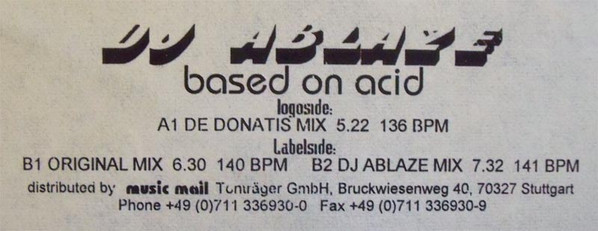 DJ ABLAZE
based on acid
logoside:
A1 DE DONATIS MIX 5.22 136 BPM
Labelside:
B1 ORIGINAL MIX 6.30 140 BPM B2 DJ ABLAZE MIX 7.32 141 BPM
distributed by music mail Tonträger GmbH, Bruckwiesenweg 40, 70327 Stuttgart
Phone +49 (0)711 336930-0 Fax +49 (0)711 336930-9